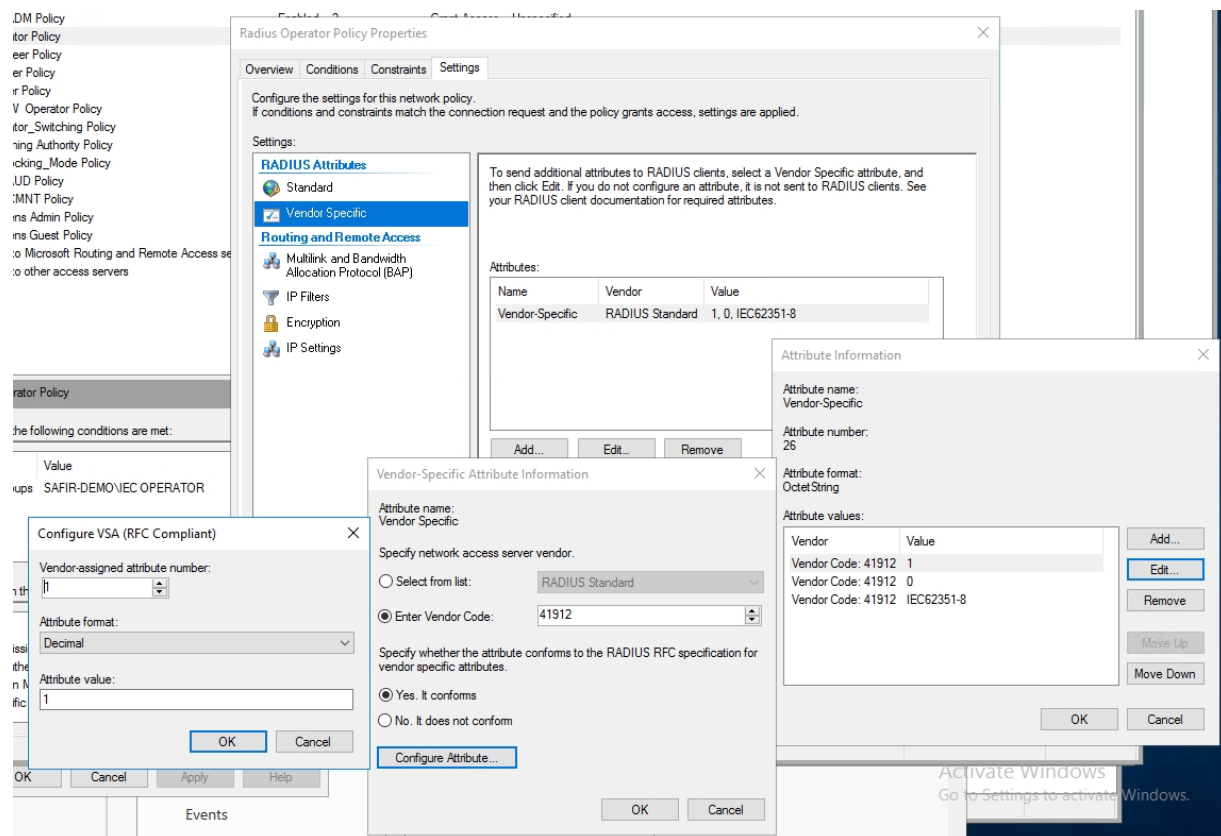 DM Policy
Radius Operator Policy Properties
tor Policy
eer Policy
er Policy
r Policy
V Operator Policy
tor_Switching Policy
ning Authority Policy
ocking_Mode Policy
UD Policy
CMNT Policy
ens Admin Policy
ens Guest Policy
to Microsoft Routing and Remote Access se
to other access servers
rator Policy
the following conditions are met:
Value
ups SAFIR-DEMO\IEC OPERATOR
Overview Conditions Constraints Settings
Configure the settings for this network policy.
If conditions and constraints match the connection request and the policy grants access, settings are applied.
Settings:
RADIUS Attributes
Standard
Vendor Specific
Routing and Remote Access
Multilink and Bandwidth
Allocation Protocol (BAP)
IP Filters
Encryption
IP Settings
To send additional attributes to RADIUS clients, select a Vendor Specific attribute, and
then click Edit. If you do not configure an attribute, it is not sent to RADIUS clients. See
your RADIUS client documentation for required attributes.
Attributes:
Name Vendor Value
Vendor-Specific RADIUS Standard 1, 0, IEC62351-8
Add... Edit... Remove
Attribute Information
Attribute name:
Vendor-Specific
Attribute number:
26
Attribute format:
OctetString
Attribute values:
Vendor Value
Vendor Code: 41912 1
Vendor Code: 41912 0
Vendor Code: 41912 IEC62351-8
Add...
Edit...
Remove
Move Up
Move Down
OK Cancel
Vendor-Specific Attribute Information
Attribute name:
Vendor Specific
Specify network access server vendor.
Select from list: RADIUS Standard
Enter Vendor Code: 41912
Specify whether the attribute conforms to the RADIUS RFC specification for
vendor specific attributes.
Yes. It conforms
No. It does not conform
Configure Attribute...
OK Cancel
Configure VSA (RFC Compliant)
Vendor-assigned attribute number:
1
Attribute format:
Decimal
Attribute value:
1
OK Cancel
OK Cancel Apply Help
Events
Activate Windows
Go to Settings to activate Windows.